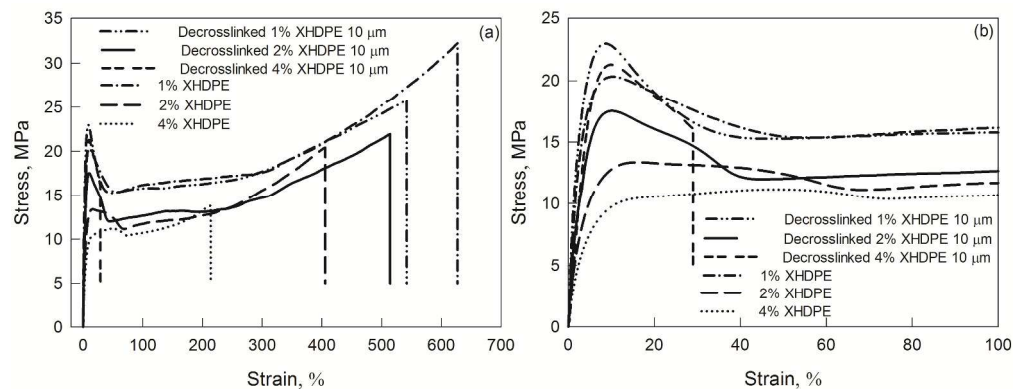 35
30
25
20
15
10
5
0
Stress, MPa
(a)
Decrosslinked 1% XHDPE 10 μm
Decrosslinked 2% XHDPE 10 μm
Decrosslinked 4% XHDPE 10 μm
1% XHDPE
2% XHDPE
4% XHDPE
0 100 200 300 400 500 600 700
Strain, %
25
20
15
10
5
0
Stress, MPa
(b)
Decrosslinked 1% XHDPE 10 μm
Decrosslinked 2% XHDPE 10 μm
Decrosslinked 4% XHDPE 10 μm
1% XHDPE
2% XHDPE
4% XHDPE
0 20 40 60 80 100
Strain, %